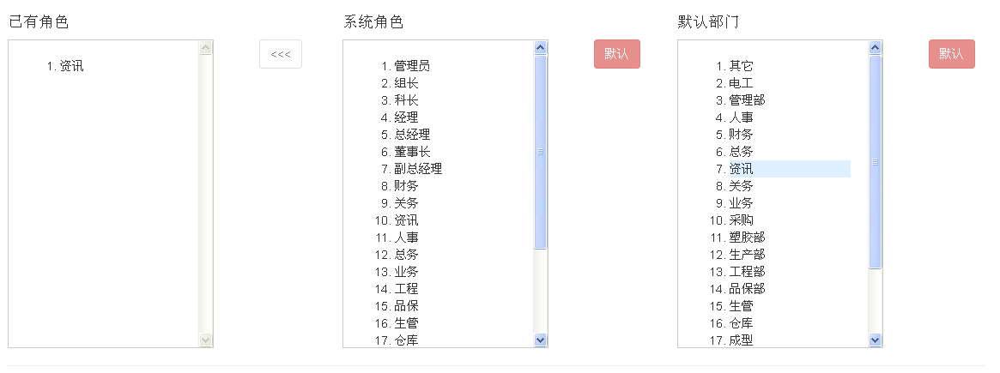 已有角色
1. 资讯
<<<
系统角色
1. 管理员
2. 组长
3. 科长
4. 经理
5. 总经理
6. 董事长
7. 副总经理
8. 财务
9. 关务
10. 资讯
11. 人事
12. 总务
13. 业务
14. 工程
15. 品保
16. 生管
17. 仓库
默认
默认部门
1. 其它
2. 电工
3. 管理部
4. 人事
5. 财务
6. 总务
7. 资讯
8. 关务
9. 业务
10. 采购
11. 塑胶部
12. 生产部
13. 工程部
14. 品保部
15. 生管
16. 仓库
17. 成型
默认